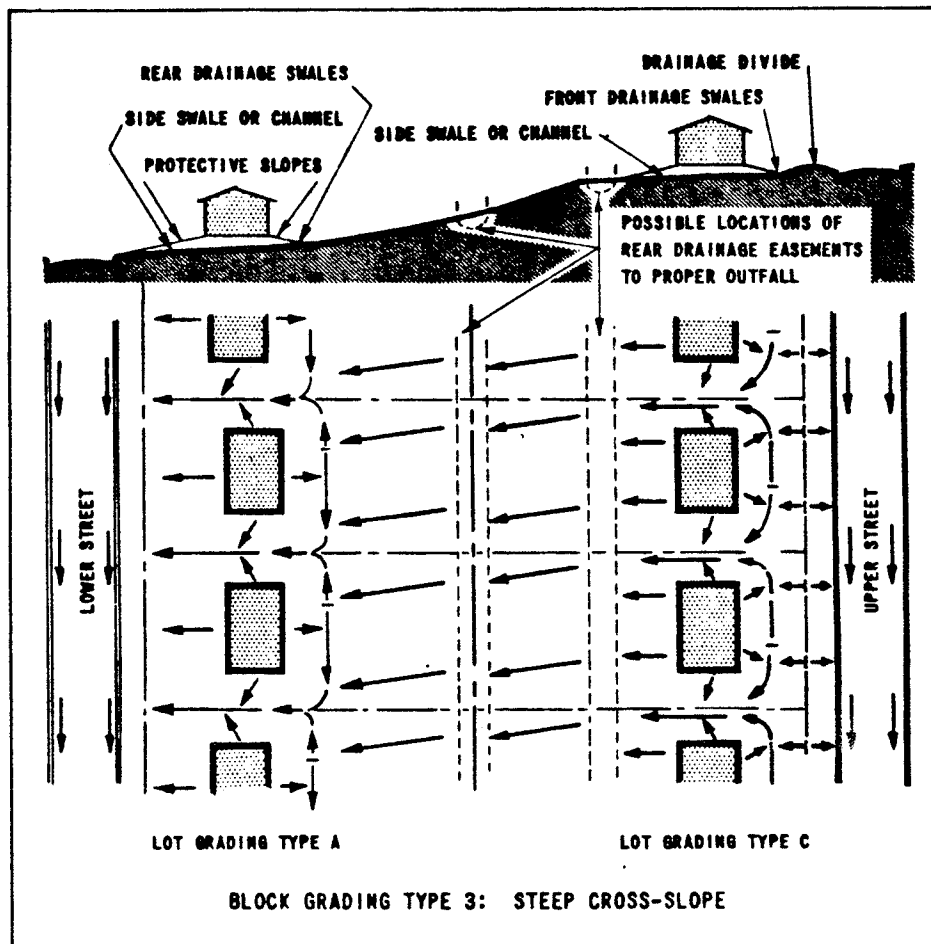 DRAINAGE DIVIDE
REAR DRAINAGE SWALES
FRONT DRAINAGE SWALES
SIDE SWALE OR CHANNEL
SIDE SWALE OR CHANNEL
PROTECTIVE SLOPES
POSSIBLE LOCATIONS OF
REAR DRAINAGE EASEMENTS
TO PROPER OUTFALL
LOWER STREET
UPPER STREET
LOT GRADING TYPE A
LOT GRADING TYPE C
BLOCK GRADING TYPE 3: STEEP CROSS-SLOPE